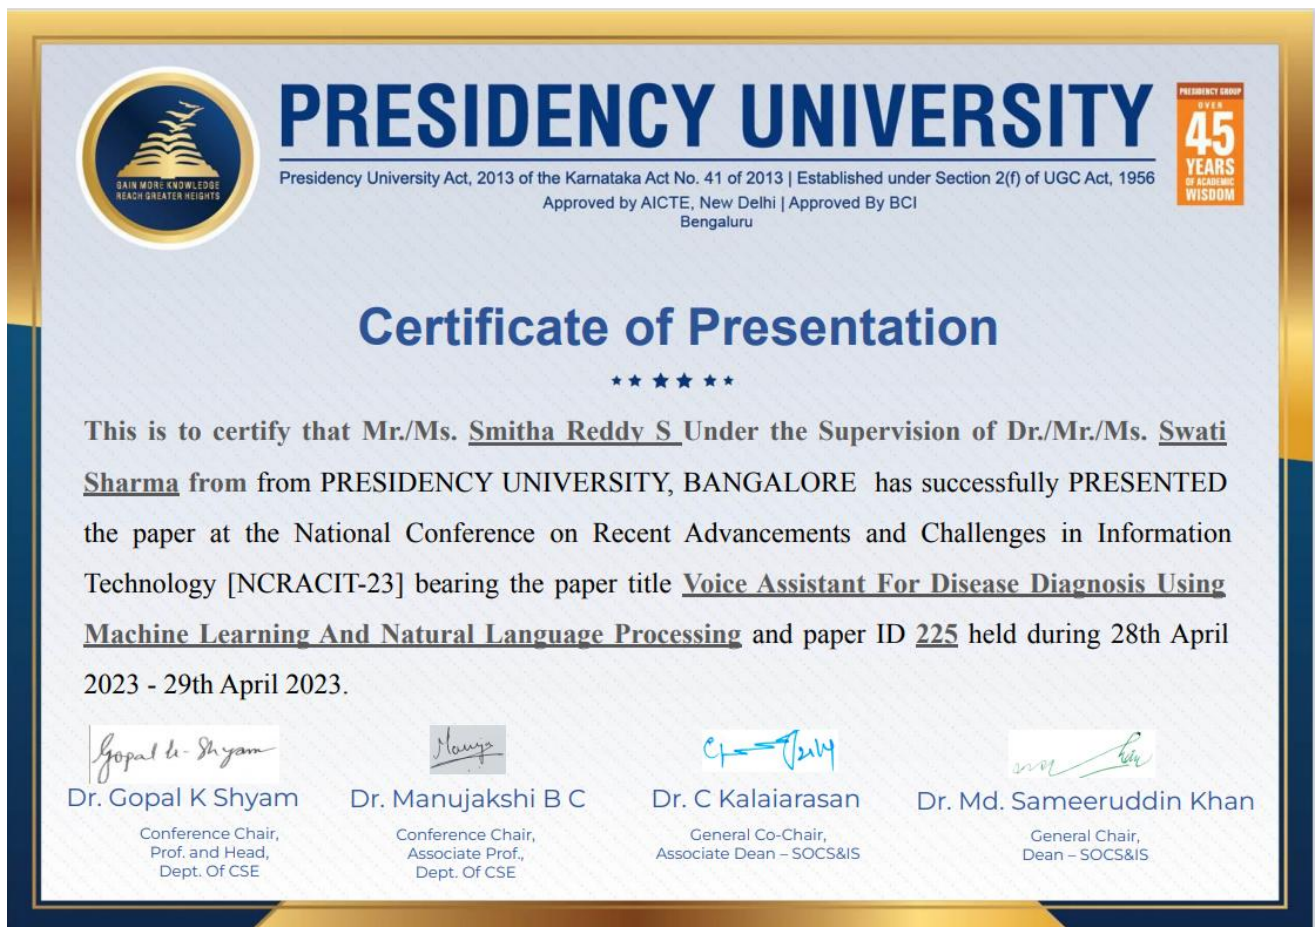 PRESIDENCY UNIVERSITY
Presidency University Act, 2013 of the Karnataka Act No. 41 of 2013 | Established under Section 2(f) of UGC Act, 1956
Approved by AICTE, New Delhi | Approved By BCI
Bengaluru
GAIN MORE KNOWLEDGE
REACH GREATER HEIGHTS
PRESIDENCY GROUP
OVER
45
YEARS
OF ACADEMIC
WISDOM
Certificate of Presentation
This is to certify that Mr./Ms. Smitha Reddy S Under the Supervision of Dr./Mr./Ms. Swati
Sharma from from PRESIDENCY UNIVERSITY, BANGALORE has successfully PRESENTED
the paper at the National Conference on Recent Advancements and Challenges in Information
Technology [NCRACIT-23] bearing the paper title Voice Assistant For Disease Diagnosis Using
Machine Learning And Natural Language Processing and paper ID 225 held during 28th April
2023 - 29th April 2023.
Gopal K Shyam
Manuja
Dr. Gopal K Shyam
Conference Chair,
Prof. and Head,
Dept. Of CSE
Dr. Manujakshi B C
Conference Chair,
Associate Prof.,
Dept. Of CSE
Dr. C Kalaiarasan
General Co-Chair,
Associate Dean – SOCS&IS
Dr. Md. Sameeruddin Khan
General Chair,
Dean – SOCS&IS